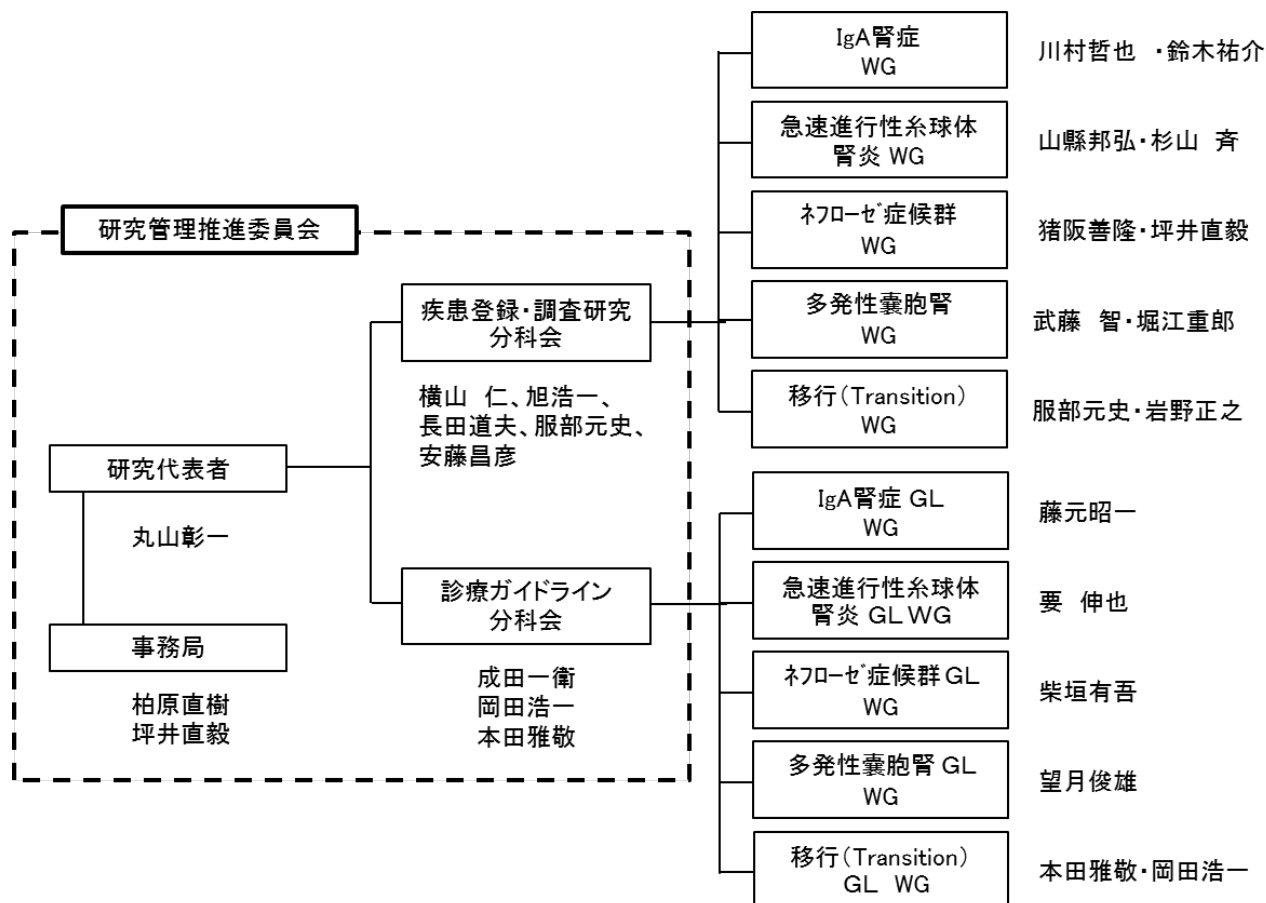 研究管理推進委員会
研究代表者
丸山彰一
事務局
柏原直樹
坪井直毅
疾患登録・調査研究
分科会
横山　仁、旭浩一、
長田道夫、服部元史、
安藤昌彦
診療ガイドライン
分科会
成田一衛
岡田浩一
本田雅敬
IgA腎症
WG
川村哲也　・鈴木祐介
急速進行性糸球体
腎炎 WG
山縣邦弘・杉山　斉
ﾈﾌﾛｰｾﾞ症候群
WG
猪阪善隆・坪井直毅
多発性嚢胞腎
WG
武藤　智・堀江重郎
移行（Transition）
WG
服部元史・岩野正之
IgA腎症 GL
WG
藤元昭一
急速進行性糸球体
腎炎 GL WG
要　伸也
ﾈﾌﾛｰｾﾞ症候群 GL
WG
柴垣有吾
多発性嚢胞腎 GL
WG
望月俊雄
移行（Transition）
GL　WG
本田雅敬・岡田浩一